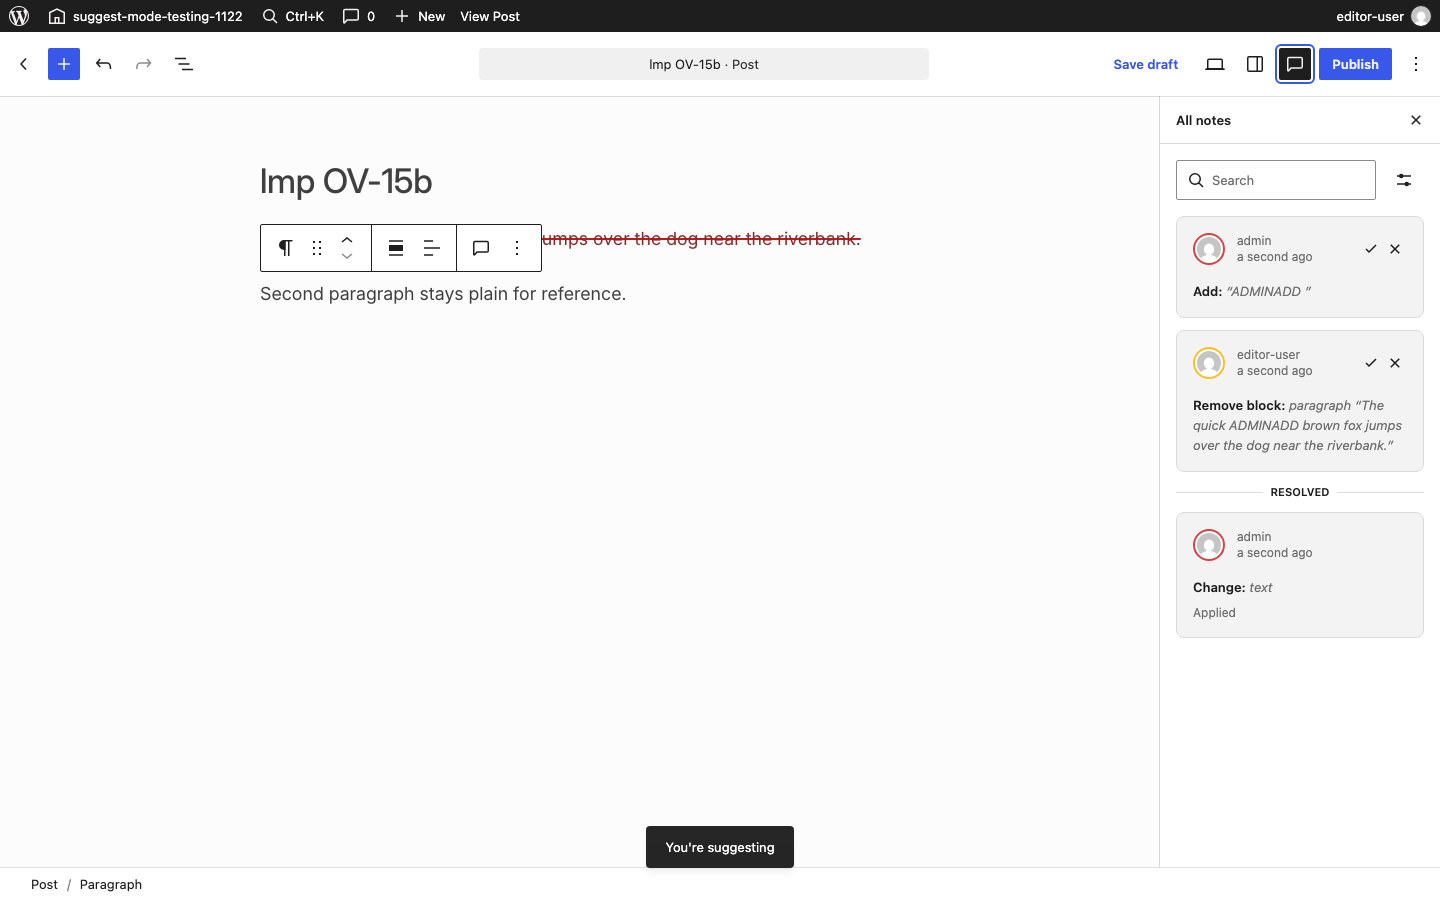 suggest-mode-testing-1122 Ctrl+K 0 New View Post editor-user
Imp OV-15b · Post
Save draft Publish
All notes
Imp OV-15b
Search
umps over the dog near the riverbank.
Second paragraph stays plain for reference.
admin
a second ago
Add: “ADMINADD ”
editor-user
a second ago
Remove block: paragraph “The
quick ADMINADD brown fox jumps
over the dog near the riverbank.”
RESOLVED
admin
a second ago
Change: text
Applied
You're suggesting
Post / Paragraph